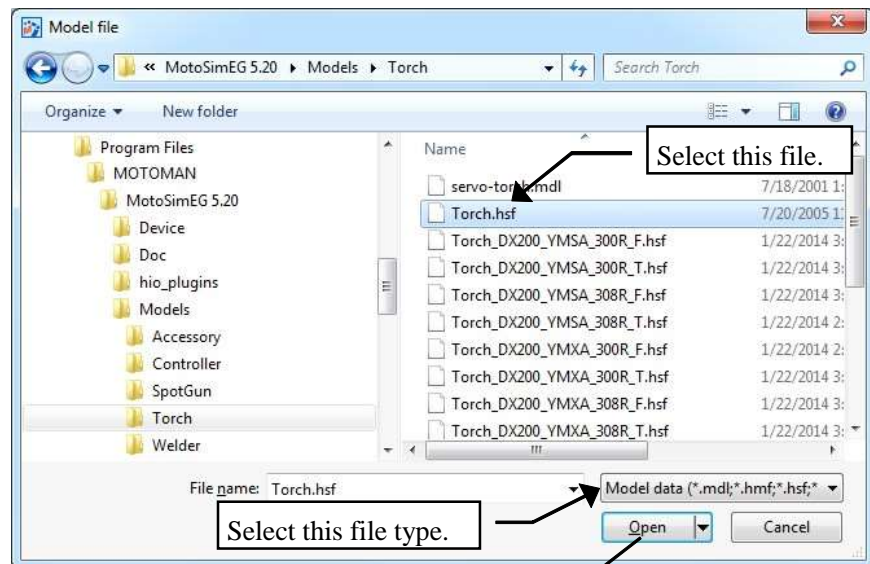 Model file
« MotoSimEG 5.20 ▸ Models ▸ Torch
Search Torch
Organize ▾ New folder
Program Files
MOTOMAN
MotoSimEG 5.20
Device
Doc
hio_plugins
Models
Accessory
Controller
SpotGun
Torch
Welder
Name
Select this file.
servo-torch.mdl 7/18/2001 1:
Torch.hsf 7/20/2005 1
Torch_DX200_YMSA_300R_F.hsf 1/22/2014 3:
Torch_DX200_YMSA_300R_T.hsf 1/22/2014 3:
Torch_DX200_YMSA_308R_F.hsf 1/22/2014 3:
Torch_DX200_YMSA_308R_T.hsf 1/22/2014 2:
Torch_DX200_YMXA_300R_F.hsf 1/22/2014 2:
Torch_DX200_YMXA_300R_T.hsf 1/22/2014 3:
Torch_DX200_YMXA_308R_F.hsf 1/22/2014 3:
Torch_DX200_YMXA_308R_T.hsf 1/22/2014 3:
File name: Torch.hsf
Model data (*.mdl;*.hmf;*.hsf;*
Select this file type.
Open
Cancel